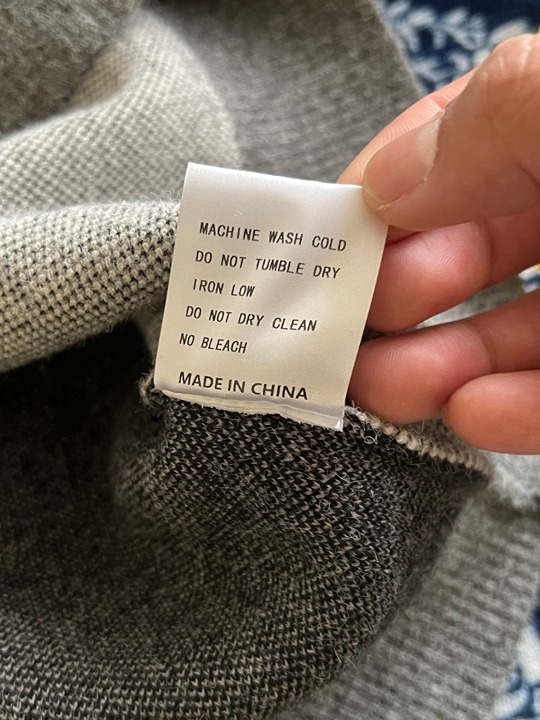 MACHINE WASH COLD
DO NOT TUMBLE DRY
IRON LOW
DO NOT DRY CLEAN
NO BLEACH
MADE IN CHINA